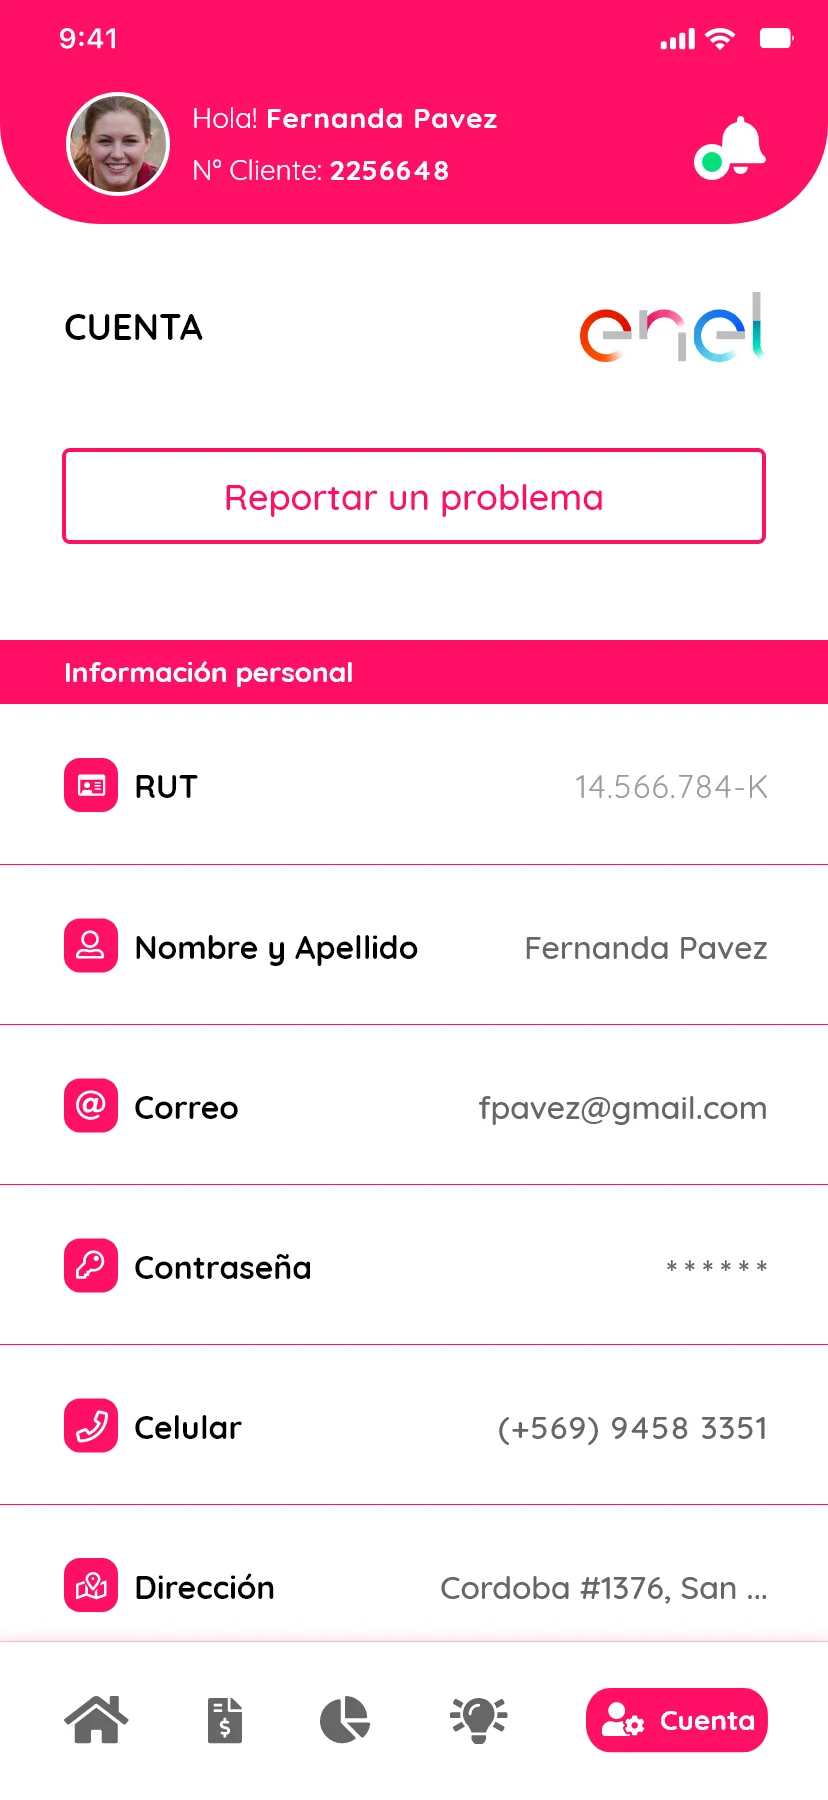 9:41
Hola! Fernanda Pavez
N° Cliente: 2256648
CUENTA
enel
Reportar un problema
Información personal
RUT 14.566.784-K
Nombre y Apellido Fernanda Pavez
Correo fpavez@gmail.com
Contraseña ******
Celular (+569) 9458 3351
Dirección Cordoba #1376, San ...
$
Cuenta